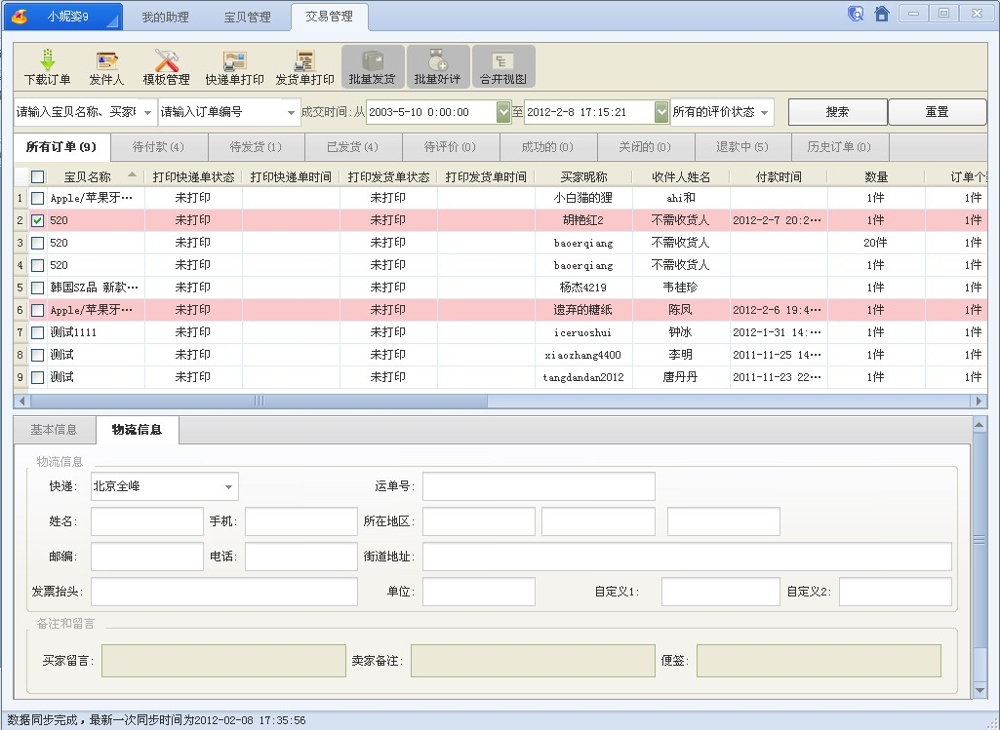 小妮姿9 我的助理 宝贝管理 交易管理
下载订单 发件人 模板管理 快递单打印 发货单打印 批量发货 批量好评 合并视图
请输入宝贝名称、买家 请输入订单编号 成交时间: 从 2003-5-10 0:00:00 至 2012-2-8 17:15:21 所有的评价状态 搜索 重置
所有订单 (9) 待付款 (4) 待发货 (1) 已发货 (4) 待评价 (0) 成功的 (0) 关闭的 (0) 退款中 (5) 历史订单 (0)
宝贝名称 打印快递单状态 打印快递单时间 打印发货单状态 打印发货单时间 买家昵称 收件人姓名 付款时间 数量 订单个
1 Apple/苹果牙… 未打印 未打印 小白猫的狸 ahi和 1件 1件
2 520 未打印 未打印 胡艳红2 不需收货人 2012-2-7 20:2… 1件 1件
3 520 未打印 未打印 baoerqiang 不需收货人 20件 1件
4 520 未打印 未打印 baoerqiang 不需收货人 1件 1件
5 韩国SZ品 新款… 未打印 未打印 杨杰4219 韦桂珍 1件 1件
6 Apple/苹果牙… 未打印 未打印 遗弃的糖纸 陈凤 2012-2-6 19:4… 1件 1件
7 测试1111 未打印 未打印 iceruoshui 钟冰 2012-1-31 14:… 1件 1件
8 测试 未打印 未打印 xiaozhang4400 李明 2011-11-25 14… 1件 1件
9 测试 未打印 未打印 tangdandan2012 唐丹丹 2011-11-23 22… 1件 1件
基本信息 物流信息
物流信息
快递: 北京全峰 运单号:
姓名: 手机: 所在地区:
邮编: 电话: 街道地址:
发票抬头: 单位: 自定义1: 自定义2:
备注和留言
买家留言: 卖家备注: 便签:
数据同步完成，最新一次同步时间为2012-02-08 17:35:56